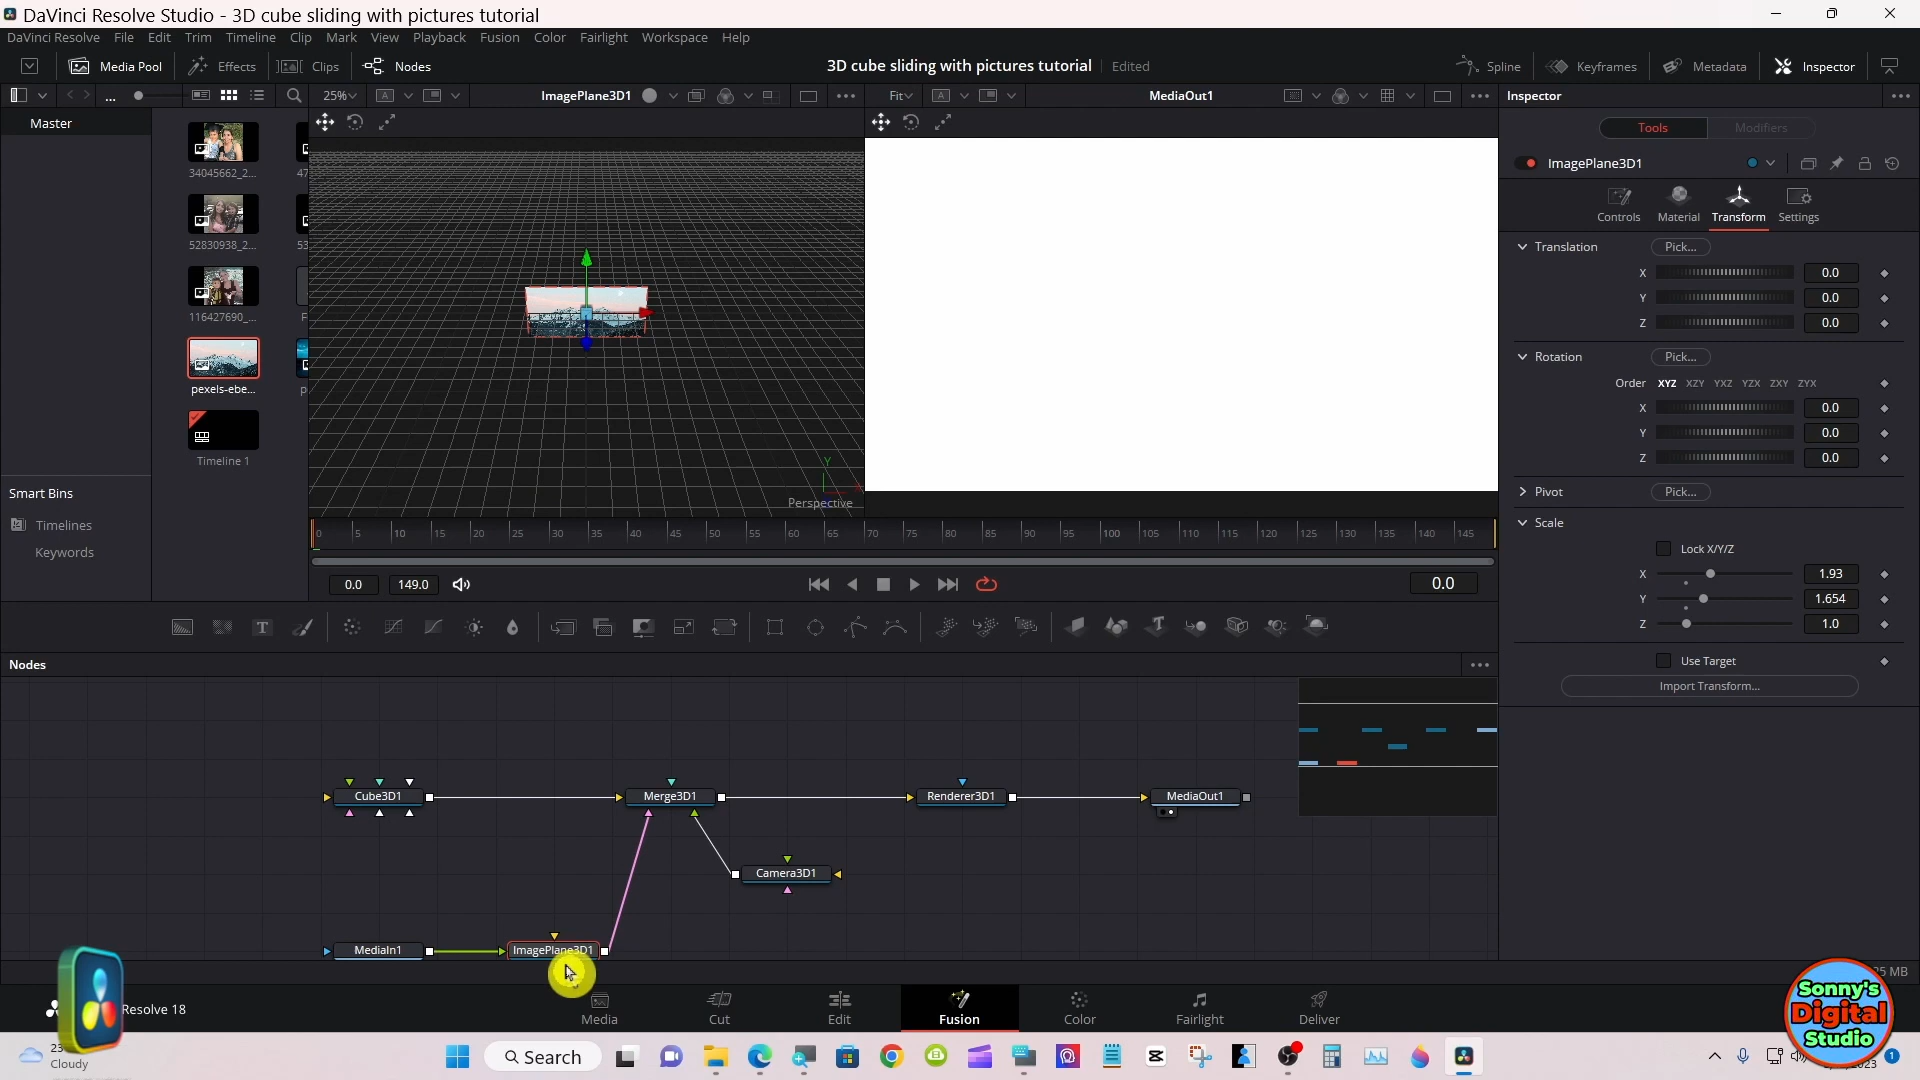 DaVinci Resolve Studio - 3D cube sliding with pictures tutorial
DaVinci Resolve File Edit Trim Timeline Clip Mark View Playback Fusion Color Fairlight Workspace Help
Media Pool Effects Clips Nodes 3D cube sliding with pictures tutorial Edited Spline Keyframes Metadata Inspector
... 25% ImagePlane3D1 Fit MediaOut1 Inspector
Master
Tools Modifiers
ImagePlane3D1
Controls Material Transform Settings
34045662_2... 47
52830938_2... 53
116427690_... F
pexels-ebe... p
Timeline 1
Smart Bins
Timelines
Keywords
Y
Perspective
Translation Pick...
X 0.0
Y 0.0
Z 0.0
Rotation Pick...
Order XYZ XZY YXZ YZX ZXY ZYX
X 0.0
Y 0.0
Z 0.0
Pivot Pick...
Scale
Lock X/Y/Z
X 1.93
Y 1.654
Z 1.0
Use Target
Import Transform...
0 5 10 15 20 25 30 35 40 45 50 55 60 65 70 75 80 85 90 95 100 105 110 115 120 125 130 135 140 145
0.0 149.0 0.0
Nodes
Cube3D1 Merge3D1 Renderer3D1 MediaOut1
Camera3D1
MediaIn1 ImagePlane3D1
MB
Resolve 18
Media Cut Edit Fusion Color Fairlight Deliver
Sonny's
Digital
Studio
Cloudy
Search
1